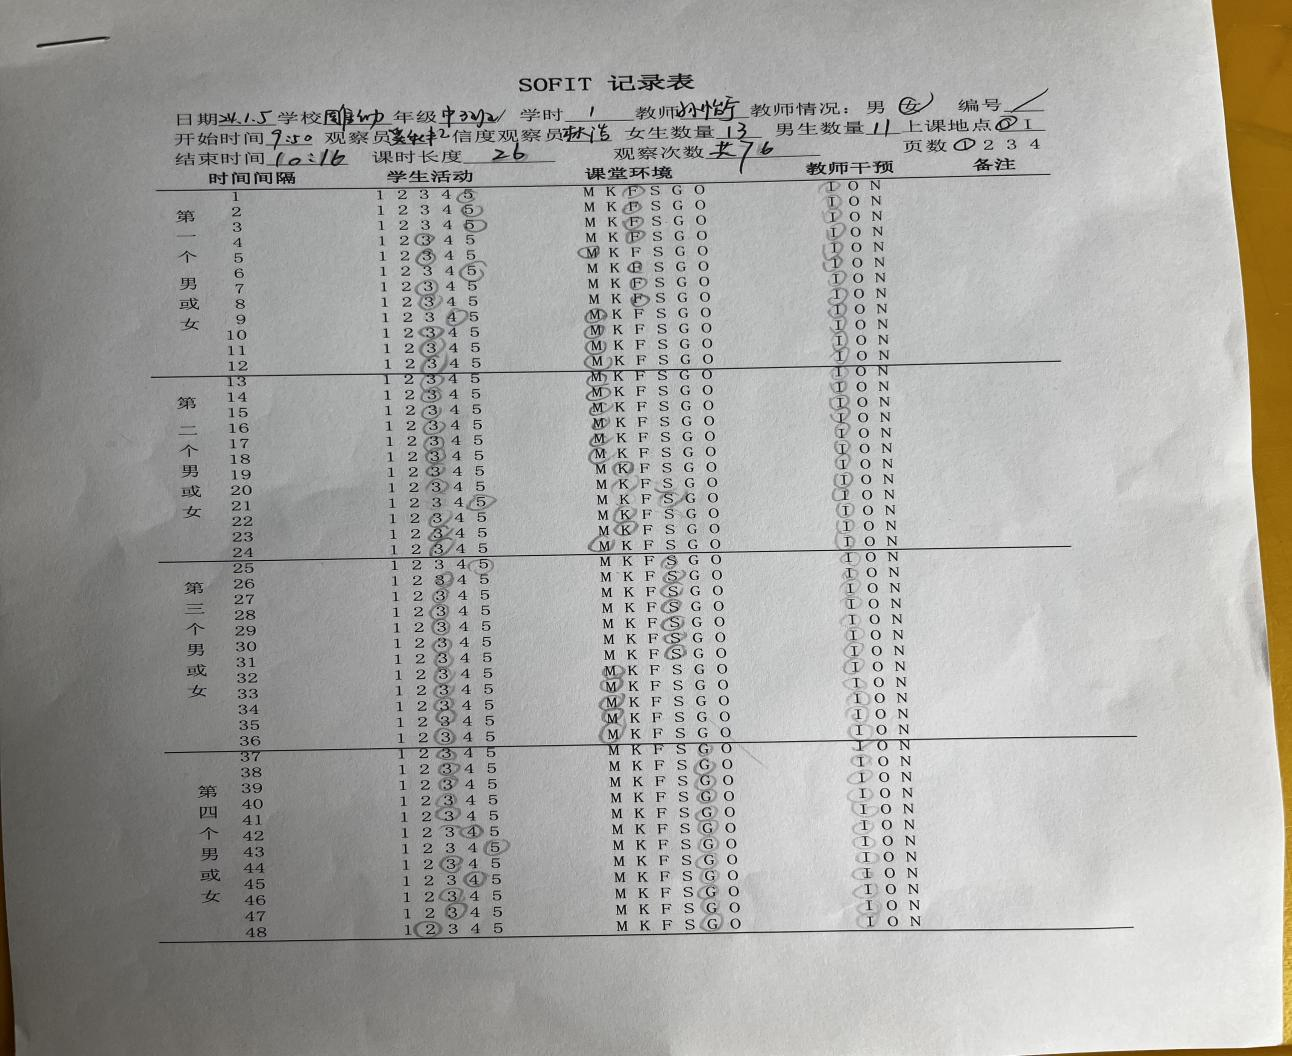 SOFIT 记录表
日期24.1.5 学校 年级中 学时 1 教师孙怡宁 教师情况: 男 女 编号 /
开始时间 9:50 观察员 信度观察员林浩 女生数量 13 男生数量 11 上课地点 O I
结束时间 10:16 课时长度 26 观察次数 共76 页数 1 2 3 4
时间间隔 学生活动 课堂环境 教师干预 备注
第一个男或女
1 1 2 3 4 5 M K F S G O I O N
2 1 2 3 4 5 M K F S G O I O N
3 1 2 3 4 5 M K F S G O I O N
4 1 2 3 4 5 M K F S G O I O N
5 1 2 3 4 5 M K F S G O I O N
6 1 2 3 4 5 M K F S G O I O N
7 1 2 3 4 5 M K F S G O I O N
8 1 2 3 4 5 M K F S G O I O N
9 1 2 3 4 5 M K F S G O I O N
10 1 2 3 4 5 M K F S G O I O N
11 1 2 3 4 5 M K F S G O I O N
12 1 2 3 4 5 M K F S G O I O N
第二个男或女
13 1 2 3 4 5 M K F S G O I O N
14 1 2 3 4 5 M K F S G O I O N
15 1 2 3 4 5 M K F S G O I O N
16 1 2 3 4 5 M K F S G O I O N
17 1 2 3 4 5 M K F S G O I O N
18 1 2 3 4 5 M K F S G O I O N
19 1 2 3 4 5 M K F S G O I O N
20 1 2 3 4 5 M K F S G O I O N
21 1 2 3 4 5 M K F S G O I O N
22 1 2 3 4 5 M K F S G O I O N
23 1 2 3 4 5 M K F S G O I O N
24 1 2 3 4 5 M K F S G O I O N
第三个男或女
25 1 2 3 4 5 M K F S G O I O N
26 1 2 3 4 5 M K F S G O I O N
27 1 2 3 4 5 M K F S G O I O N
28 1 2 3 4 5 M K F S G O I O N
29 1 2 3 4 5 M K F S G O I O N
30 1 2 3 4 5 M K F S G O I O N
31 1 2 3 4 5 M K F S G O I O N
32 1 2 3 4 5 M K F S G O I O N
33 1 2 3 4 5 M K F S G O I O N
34 1 2 3 4 5 M K F S G O I O N
35 1 2 3 4 5 M K F S G O I O N
36 1 2 3 4 5 M K F S G O I O N
第四个男或女
37 1 2 3 4 5 M K F S G O I O N
38 1 2 3 4 5 M K F S G O I O N
39 1 2 3 4 5 M K F S G O I O N
40 1 2 3 4 5 M K F S G O I O N
41 1 2 3 4 5 M K F S G O I O N
42 1 2 3 4 5 M K F S G O I O N
43 1 2 3 4 5 M K F S G O I O N
44 1 2 3 4 5 M K F S G O I O N
45 1 2 3 4 5 M K F S G O I O N
46 1 2 3 4 5 M K F S G O I O N
47 1 2 3 4 5 M K F S G O I O N
48 1 2 3 4 5 M K F S G O I O N